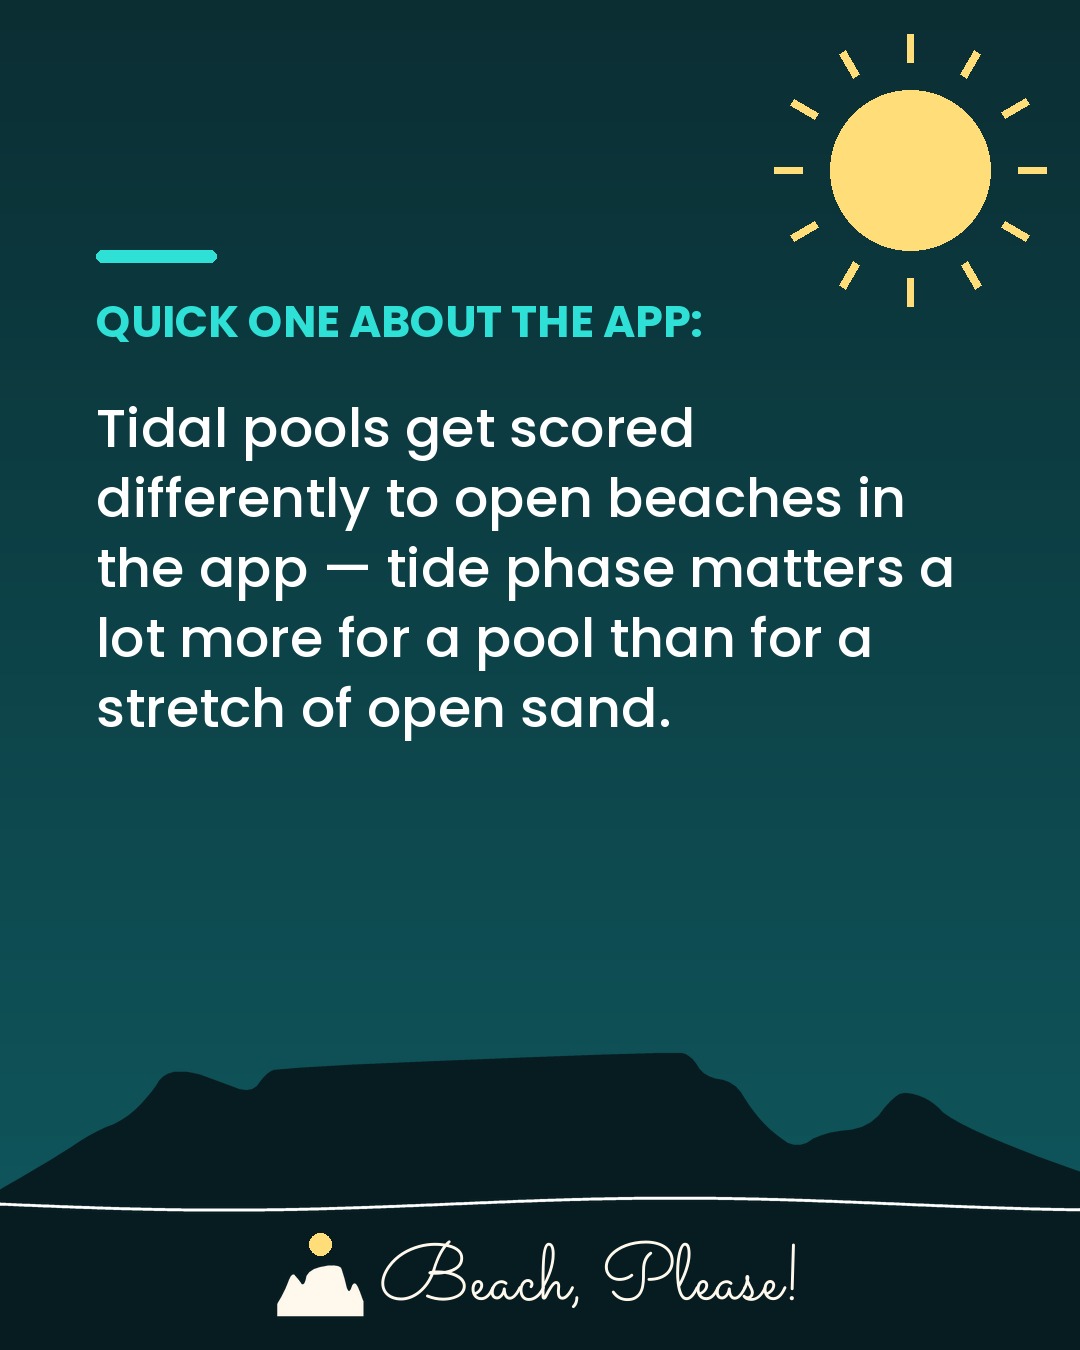 QUICK ONE ABOUT THE APP:
Tidal pools get scored
differently to open beaches in
the app — tide phase matters a
lot more for a pool than for a
stretch of open sand.
Beach, Please!